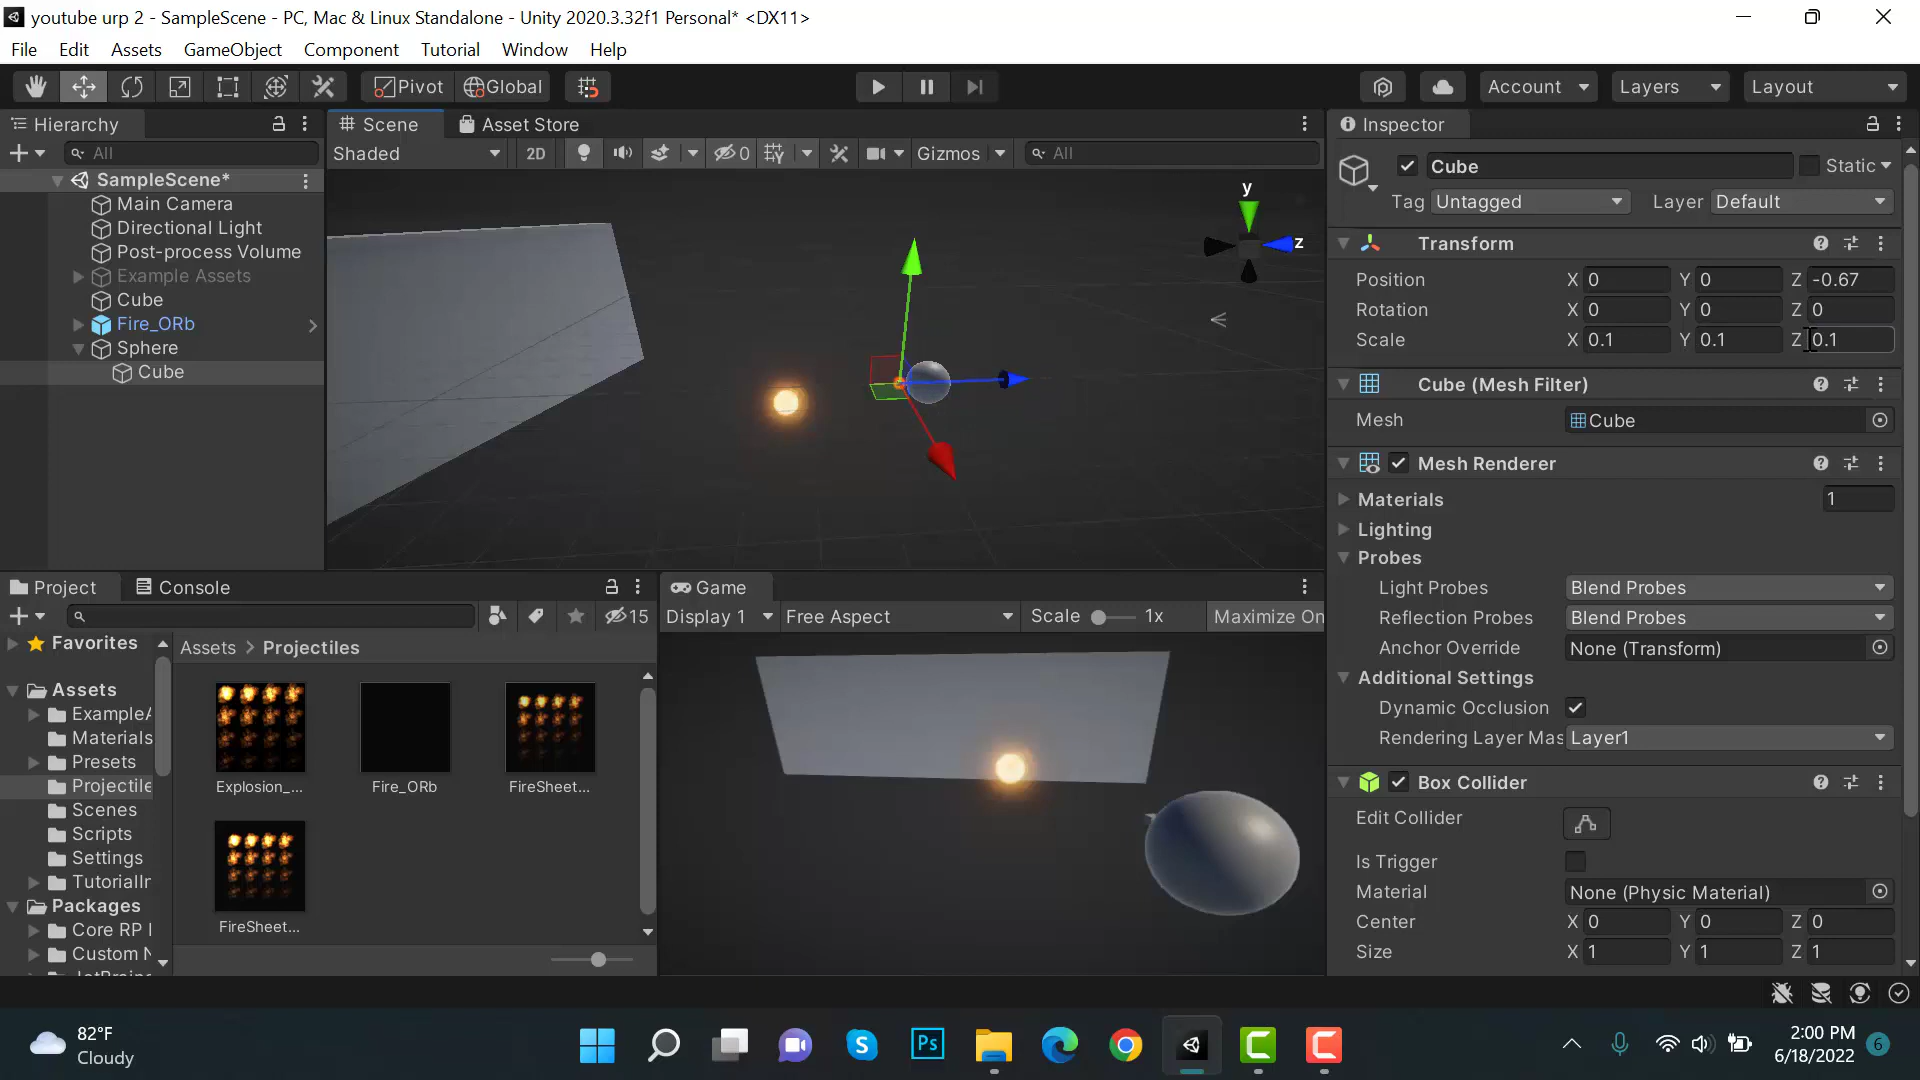 youtube urp 2 - SampleScene - PC, Mac & Linux Standalone - Unity 2020.3.32f1 Personal* <DX11>
File Edit Assets GameObject Component Tutorial Window Help
Pivot Global Account Layers Layout
Hierarchy
All
SampleScene*
Main Camera
Directional Light
Post-process Volume
Example Assets
Cube
Fire_ORb
Sphere
Cube
Scene Asset Store
Shaded 2D 0 Gizmos All
y
z
Inspector
Cube Static
Tag Untagged Layer Default
Transform
Position X 0 Y 0 Z -0.67
Rotation X 0 Y 0 Z 0
Scale X 0.1 Y 0.1 Z 0.1
Cube (Mesh Filter)
Mesh Cube
Mesh Renderer
Materials 1
Lighting
Probes
Light Probes Blend Probes
Reflection Probes Blend Probes
Anchor Override None (Transform)
Additional Settings
Dynamic Occlusion
Rendering Layer Mas Layer1
Box Collider
Edit Collider
Is Trigger
Material None (Physic Material)
Center X 0 Y 0 Z 0
Size X 1 Y 1 Z 1
Project Console
15
Favorites
Assets
ExampleA
Materials
Presets
Projectile
Scenes
Scripts
Settings
TutorialIr
Packages
Core RP l
Custom N
Assets > Projectiles
Explosion_... Fire_ORb FireSheet...
FireSheet...
Game
Display 1 Free Aspect Scale 1x Maximize On
82°F
Cloudy
Ps
2:00 PM
6/18/2022
6